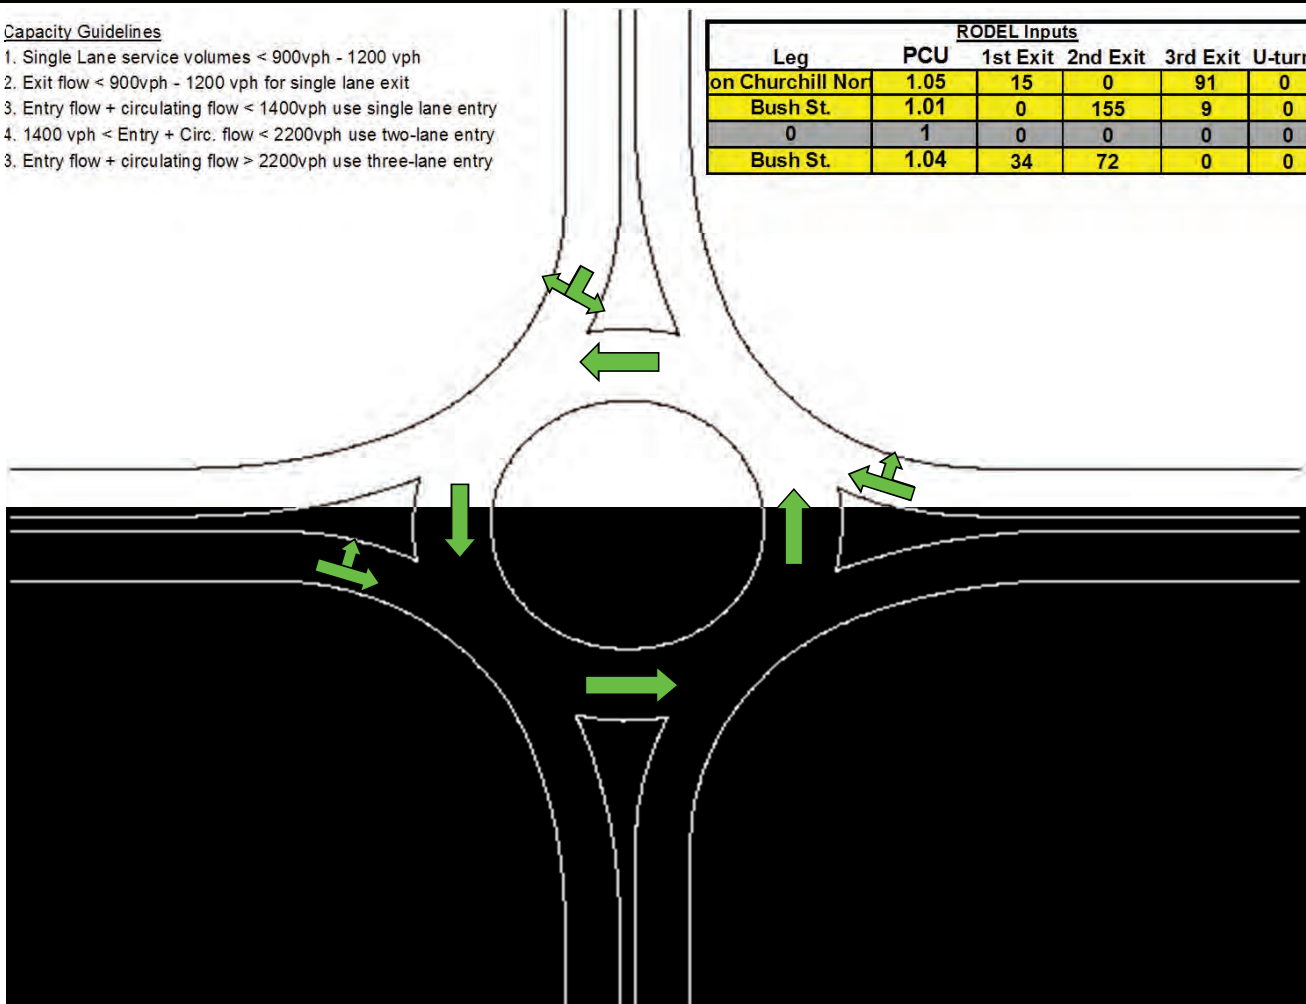 Capacity Guidelines
1. Single Lane service volumes < 900vph - 1200 vph
2. Exit flow < 900vph - 1200 vph for single lane exit
3. Entry flow + circulating flow < 1400vph use single lane entry
4. 1400 vph < Entry + Circ. flow < 2200vph use two-lane entry
3. Entry flow + circulating flow > 2200vph use three-lane entry
RODEL Inputs
Leg PCU 1st Exit 2nd Exit 3rd Exit U-turn
on Churchill Nort 1.05 15 0 91 0
Bush St. 1.01 0 155 9 0
0 1 0 0 0 0
Bush St. 1.04 34 72 0 0